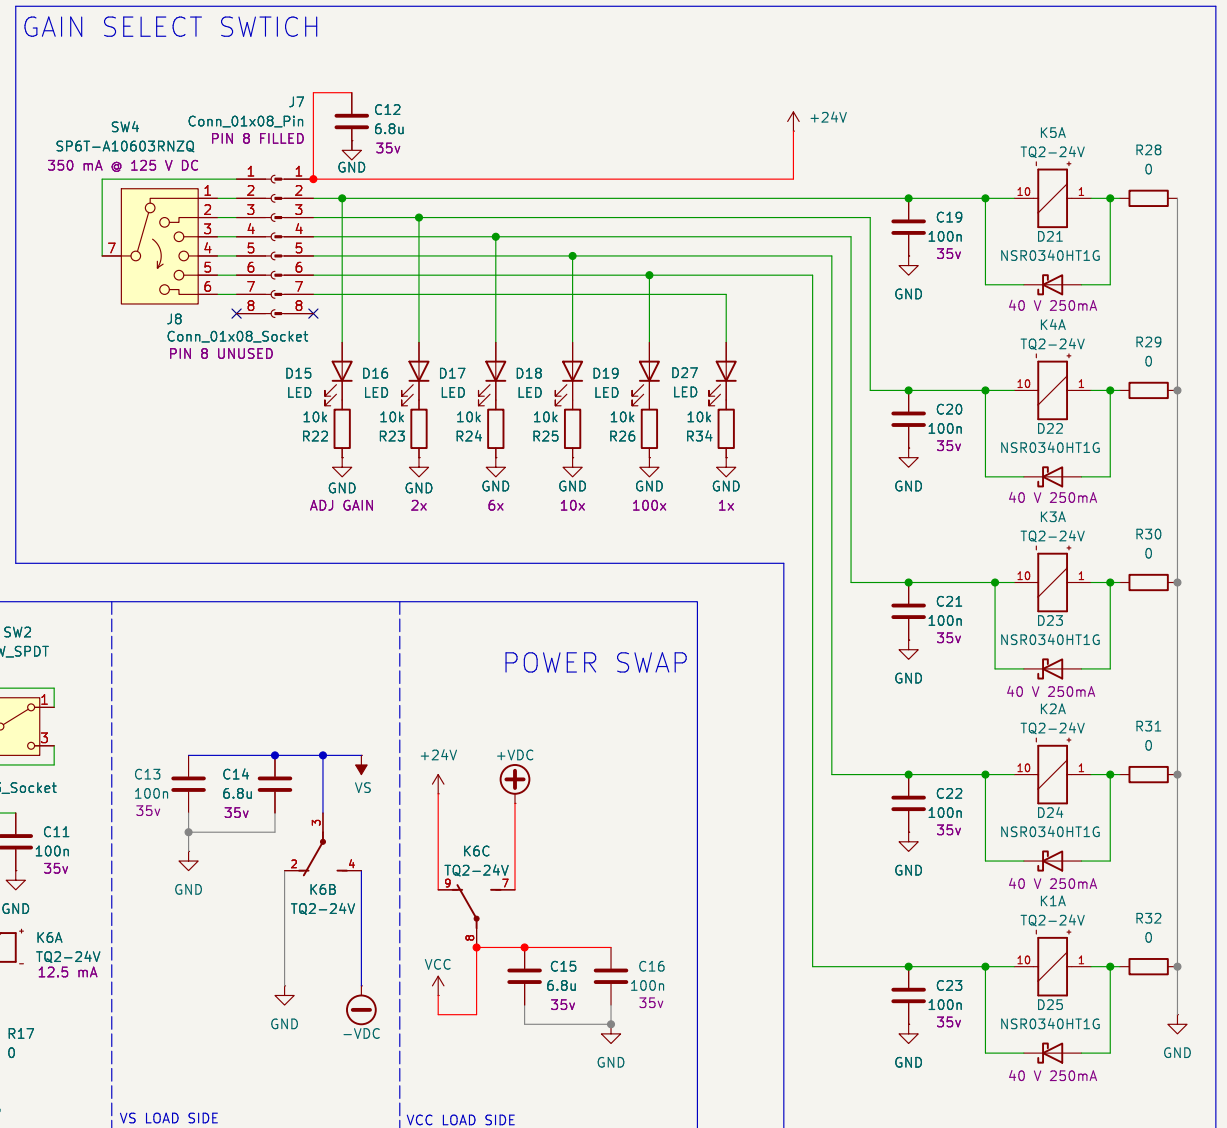 GAIN SELECT SWTICH
J7
Conn_01x08_Pin
PIN 8 FILLED
C12
6.8u
35v
GND
+24V
SW4
SP6T-A10603RNZQ
350 mA @ 125 V DC
1 1
2 2
3 3
4 4
5 5
6 6
7 7
8 8
1
2
3
4
5
6
7
J8
Conn_01x08_Socket
PIN 8 UNUSED
D15
LED
10k
R22
GND
ADJ GAIN
D16
LED
10k
R23
GND
2x
D17
LED
10k
R24
GND
6x
D18
LED
10k
R25
GND
10x
D19
LED
10k
R26
GND
100x
D27
LED
10k
R34
GND
1x
K5A
TQ2-24V
- +
10 1
R28
0
C19
100n
35v
GND
D21
NSR0340HT1G
40 V 250mA
K4A
TQ2-24V
- +
10 1
R29
0
C20
100n
35v
GND
D22
NSR0340HT1G
40 V 250mA
K3A
TQ2-24V
- +
10 1
R30
0
C21
100n
35v
GND
D23
NSR0340HT1G
40 V 250mA
K2A
TQ2-24V
- +
10 1
R31
0
C22
100n
35v
GND
D24
NSR0340HT1G
40 V 250mA
K1A
TQ2-24V
- +
10 1
R32
0
C23
100n
35v
GND
D25
NSR0340HT1G
40 V 250mA
GND
SW2
W_SPDT
1
3
_Socket
C11
100n
35v
GND
K6A
TQ2-24V
12.5 mA
+
-
R17
0
C13
100n
35v
C14
6.8u
35v
GND
VS
3
2
4
K6B
TQ2-24V
GND
-VDC
VS LOAD SIDE
POWER SWAP
+24V
+VDC
K6C
TQ2-24V
9
7
8
VCC
C15
6.8u
35v
C16
100n
35v
GND
VCC LOAD SIDE